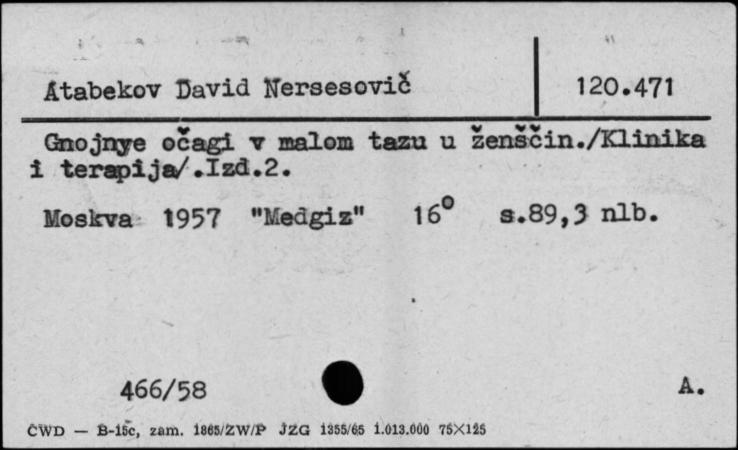 Atabekov David Nersesovič 120.471
Gnojnye očagi v malom tazu u ženščin./Klinika
i terapija/.Izd.2.
Moskva 1957 "Medgiz" 16° s.89,3 nlb.
466/58 A.
CWD — B-15c, zam. 1865/ZW/P JZG 1355/65 1.013.000 75×125